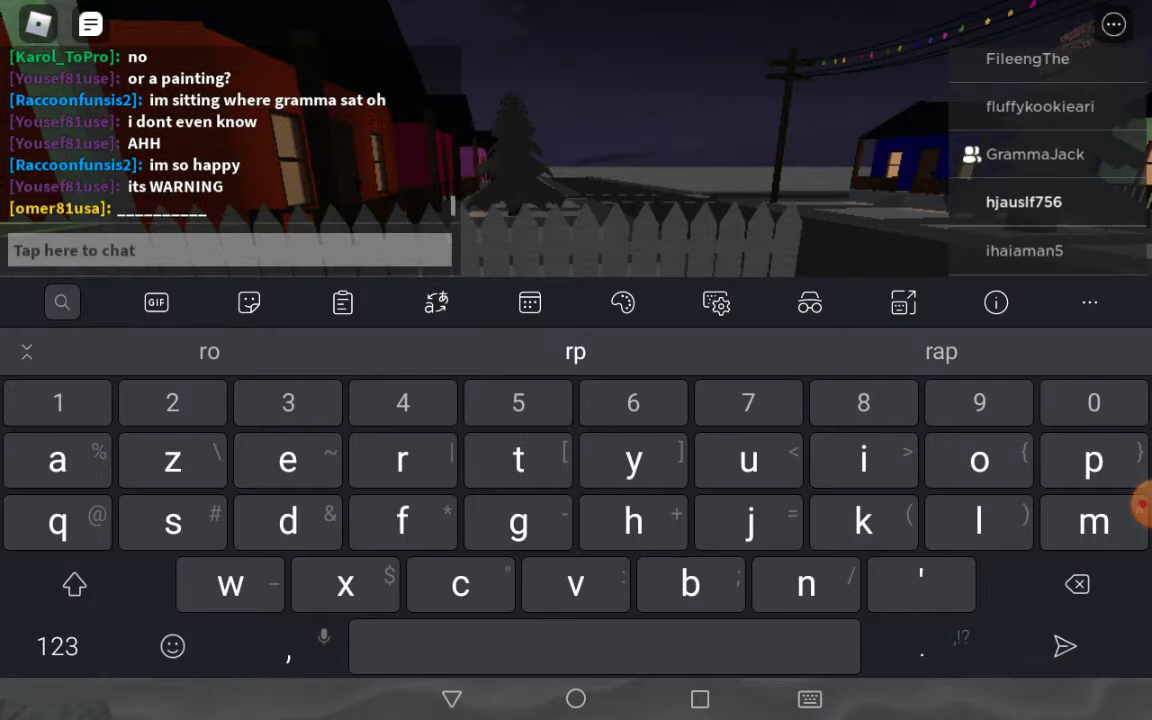 [Karol_ToPro]: no
[Yousef81use]: or a painting?
[Raccoonfunsis2]: im sitting where gramma sat oh
[Yousef81use]: i dont even know
[Yousef81use]: AHH
[Raccoonfunsis2]: im so happy
[Yousef81use]: its WARNING
[omer81usa]: __________
Tap here to chat
FileengThe
fluffykookieari
GrammaJack
hjauslf756
ihaiaman5
GIF
ro rp rap
1 2 3 4 5 6 7 8 9 0
a % z \ e ~ r | t [ y ] u < i > o { p }
q @ s # d & f * g - h + j = k ( l ) m
w _ x $ c " v : b ; n / '
123 , . ,!?